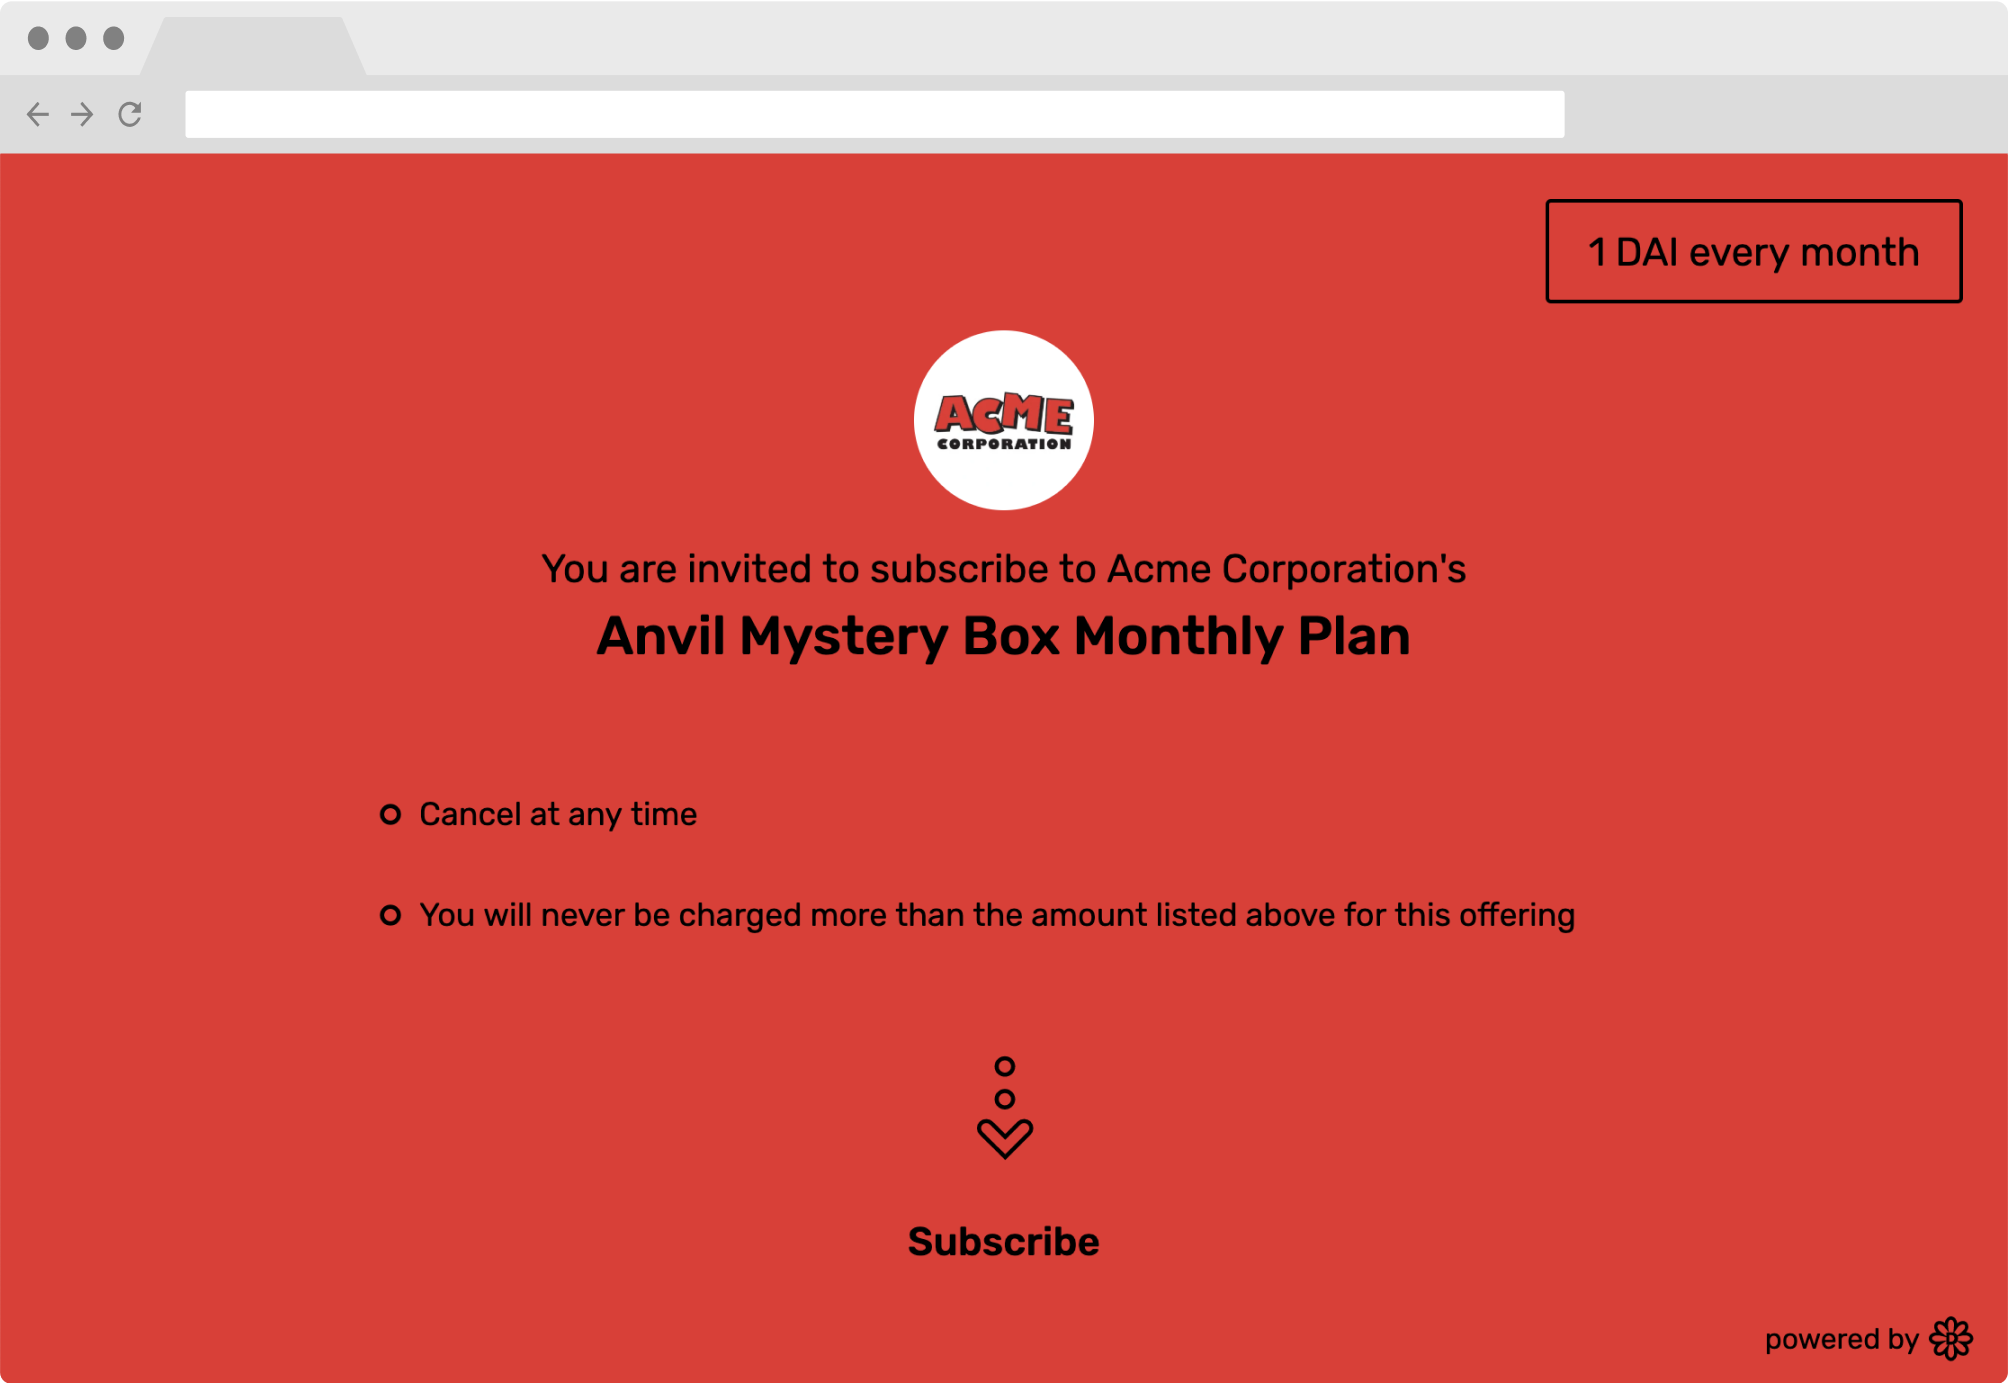 1 DAI every month
ACME
CORPORATION
You are invited to subscribe to Acme Corporation's
Anvil Mystery Box Monthly Plan
Cancel at any time
You will never be charged more than the amount listed above for this offering
Subscribe
powered by